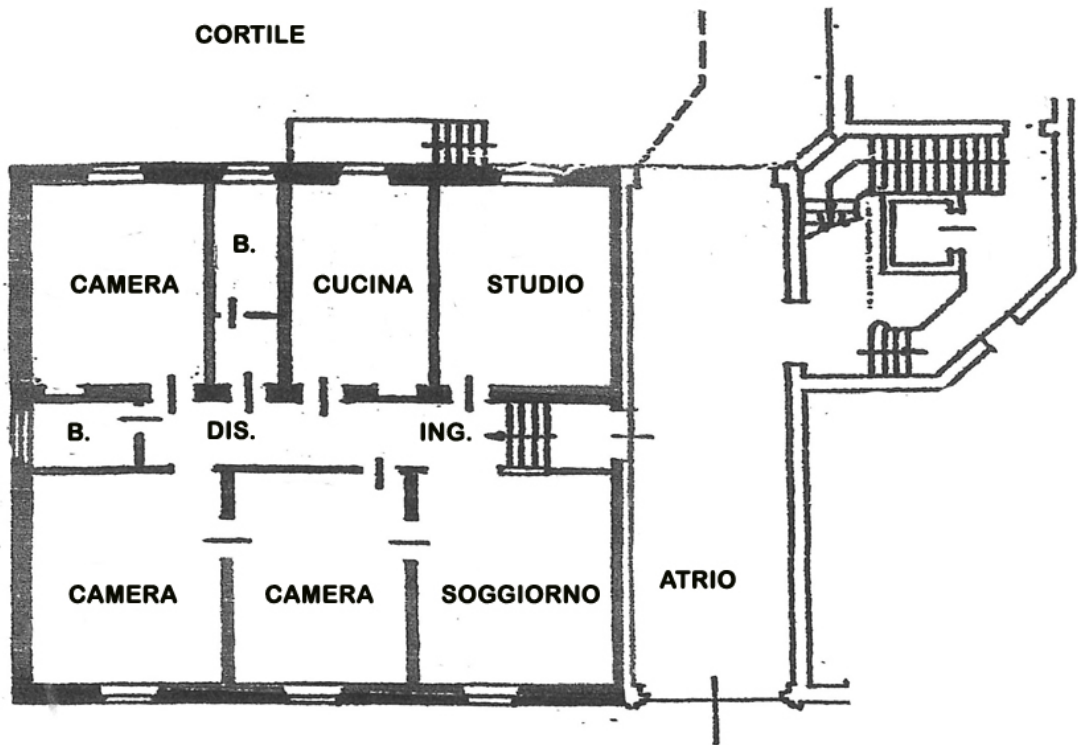 CORTILE
B.
CAMERA
CUCINA
STUDIO
B.
DIS.
ING.
CAMERA
CAMERA
SOGGIORNO
ATRIO